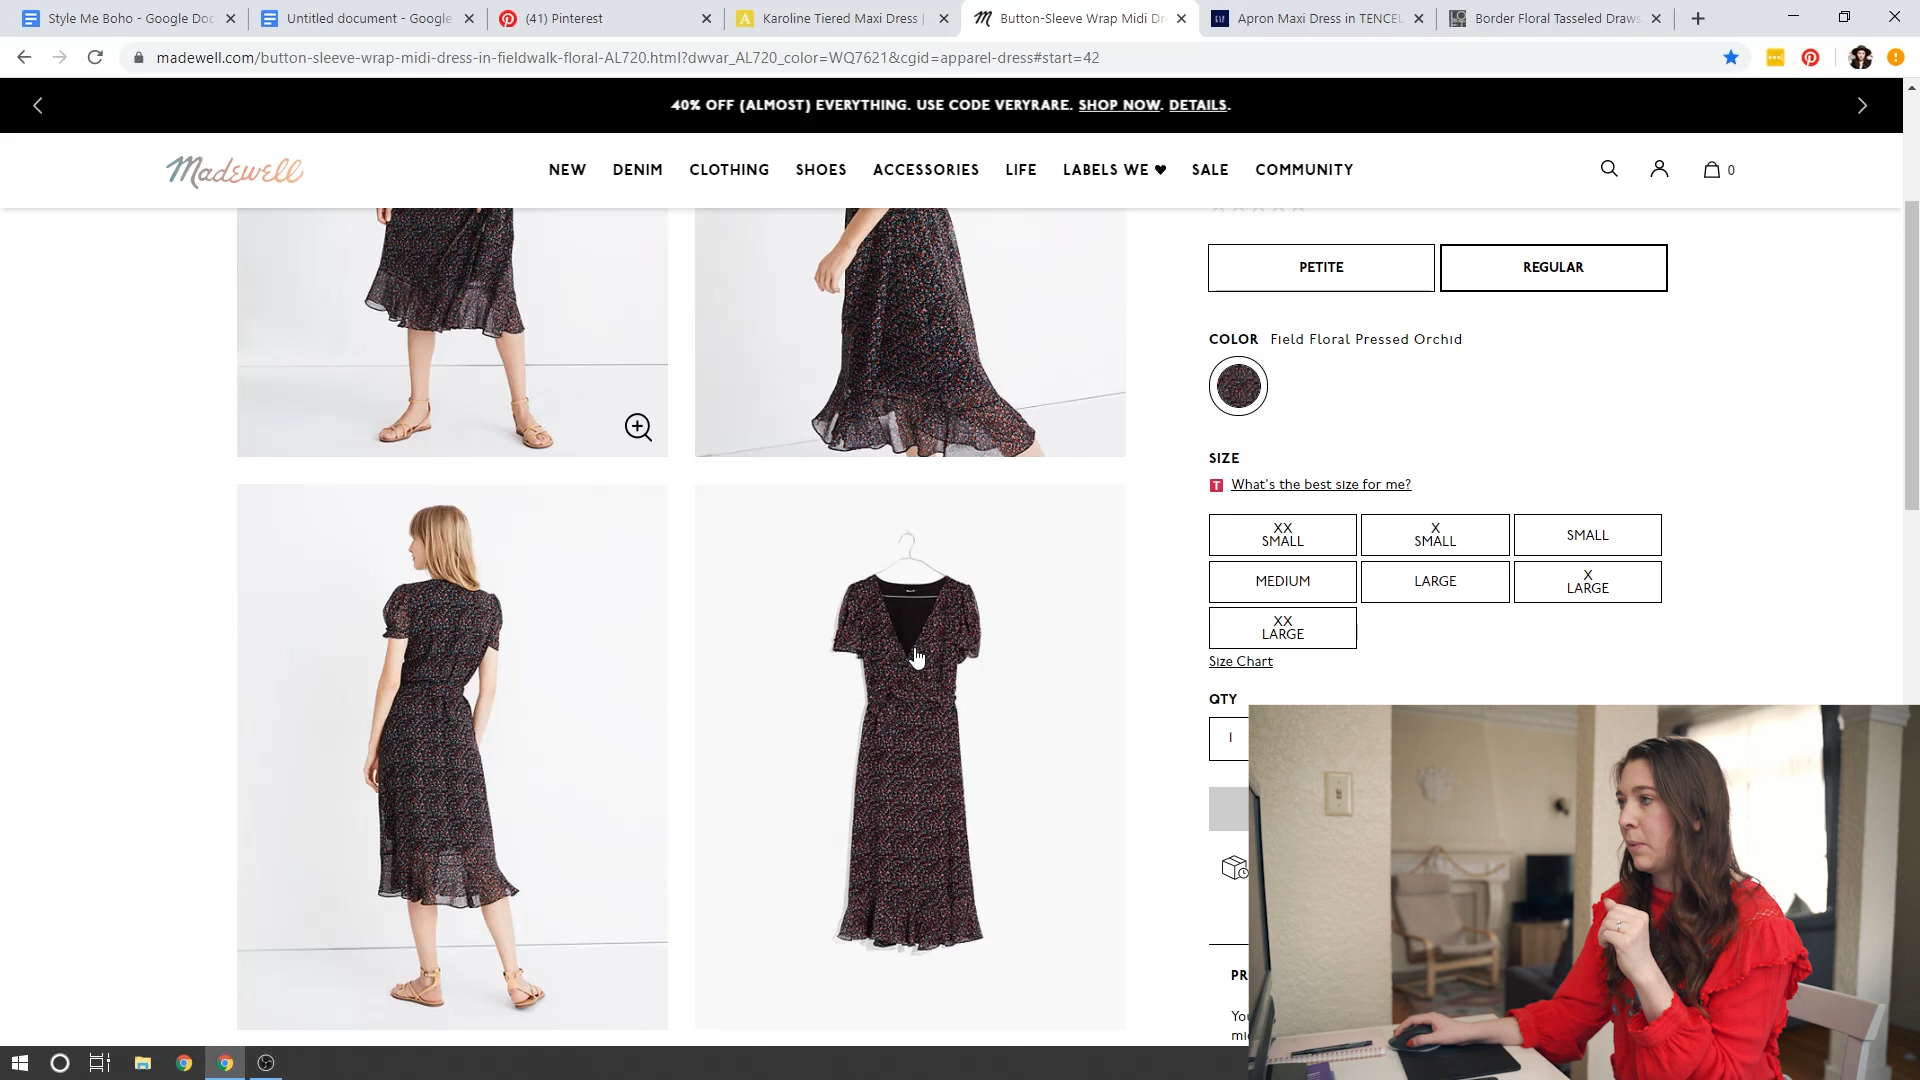 Style Me Boho - Google Doc
Untitled document - Google
(41) Pinterest
Karoline Tiered Maxi Dress |
Button-Sleeve Wrap Midi Dr
Apron Maxi Dress in TENCEL
Border Floral Tasseled Draws
madewell.com/button-sleeve-wrap-midi-dress-in-fieldwalk-floral-AL720.html?dwvar_AL720_color=WQ7621&cgid=apparel-dress#start=42
40% OFF (ALMOST) EVERYTHING. USE CODE VERYRARE. SHOP NOW. DETAILS.
Madewell
NEW DENIM CLOTHING SHOES ACCESSORIES LIFE LABELS WE ♥ SALE COMMUNITY
0
PETITE
REGULAR
COLOR Field Floral Pressed Orchid
SIZE
T What's the best size for me?
XX
SMALL
X
SMALL
SMALL
MEDIUM
LARGE
X
LARGE
XX
LARGE
Size Chart
QTY
1
PR
You
mi